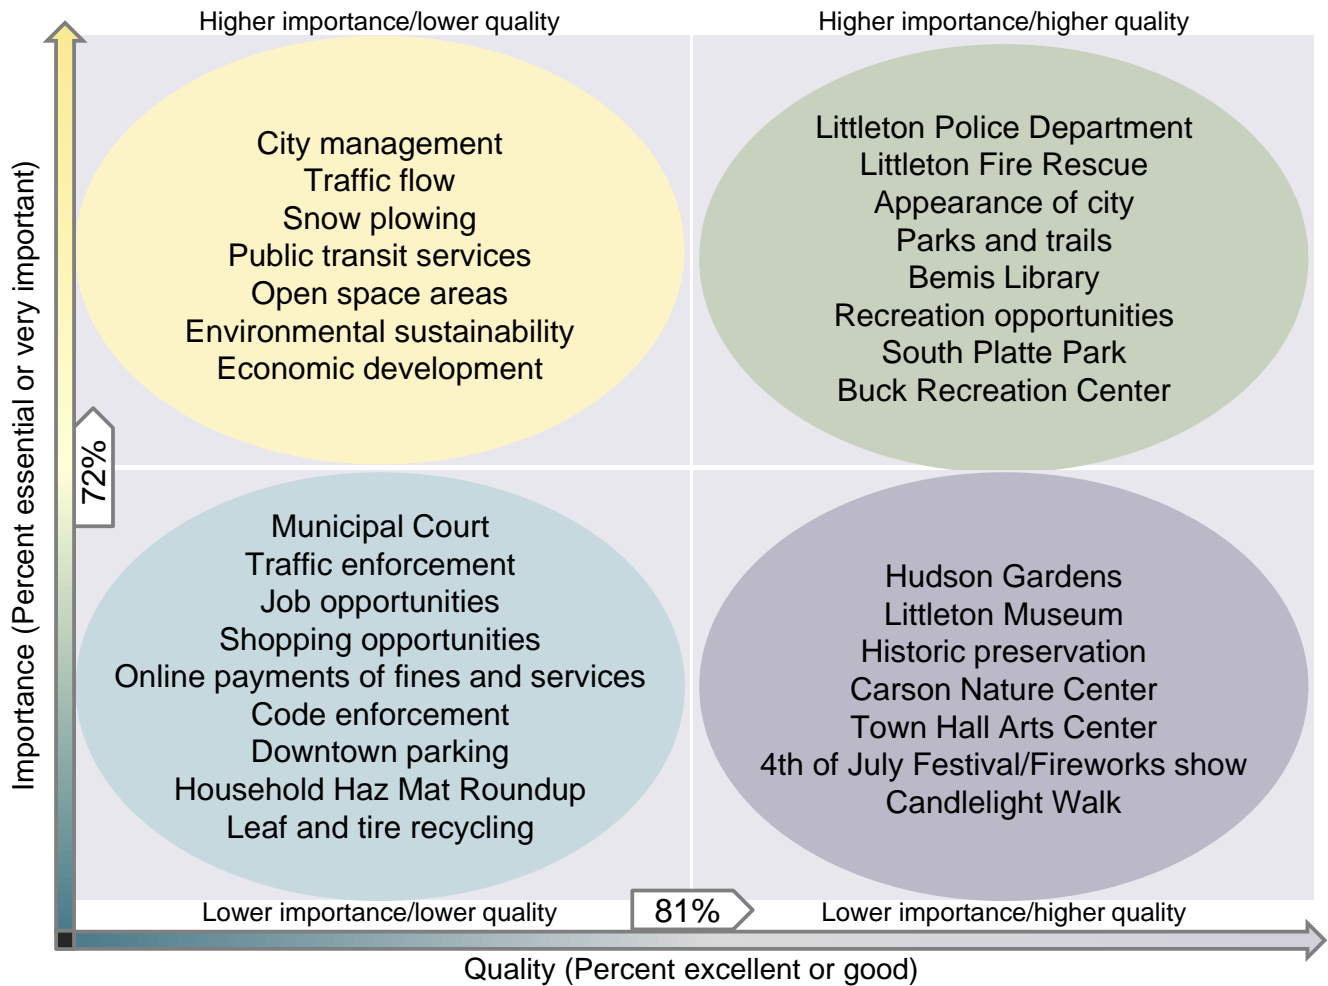 Higher importance/lower quality
Higher importance/higher quality
City management
Traffic flow
Snow plowing
Public transit services
Open space areas
Environmental sustainability
Economic development
Littleton Police Department
Littleton Fire Rescue
Appearance of city
Parks and trails
Bemis Library
Recreation opportunities
South Platte Park
Buck Recreation Center
Importance (Percent essential or very important)
72%
Municipal Court
Traffic enforcement
Job opportunities
Shopping opportunities
Online payments of fines and services
Code enforcement
Downtown parking
Household Haz Mat Roundup
Leaf and tire recycling
Hudson Gardens
Littleton Museum
Historic preservation
Carson Nature Center
Town Hall Arts Center
4th of July Festival/Fireworks show
Candlelight Walk
Lower importance/lower quality
81%
Lower importance/higher quality
Quality (Percent excellent or good)